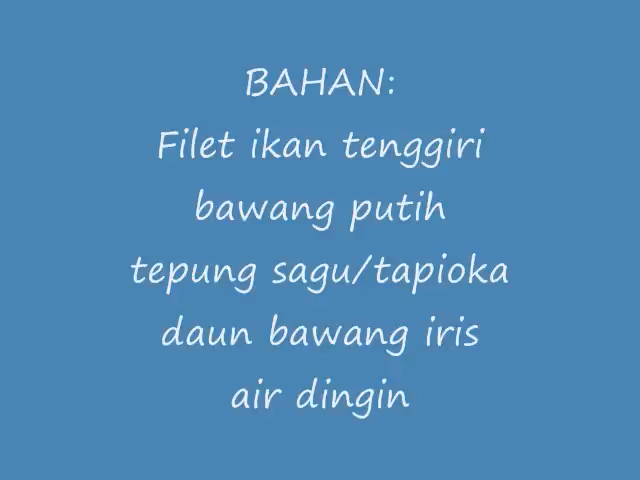 BAHAN:
Filet ikan tenggiri
bawang putih
tepung sagu/tapioka
daun bawang iris
air dingin